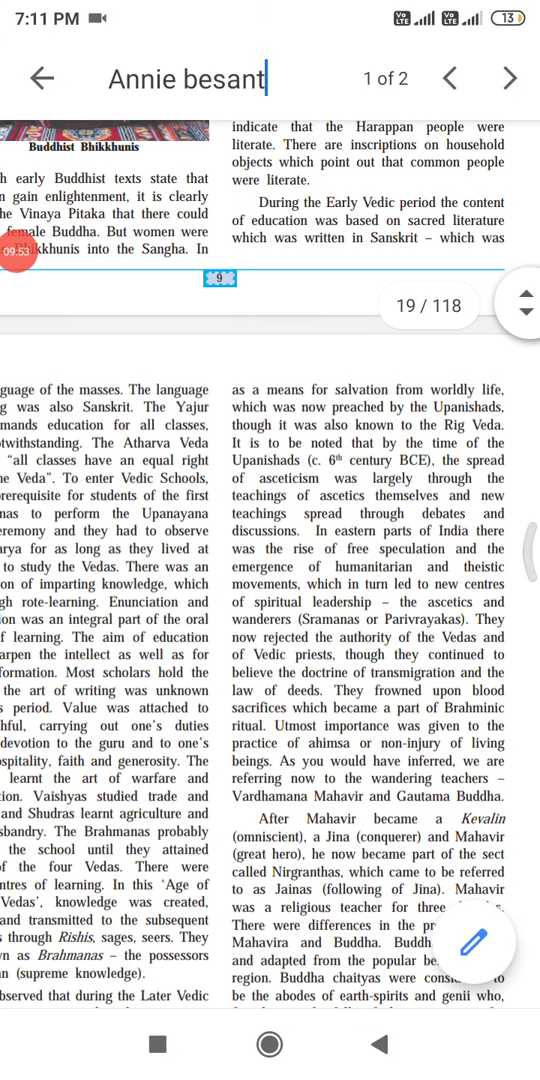 7:11 PM
Vo LTE
Vo LTE
13
Annie besant
1 of 2
Buddhist Bhikkhunis
h early Buddhist texts state that
n gain enlightenment, it is clearly
he Vinaya Pitaka that there could
female Buddha. But women were
hikkhunis into the Sangha. In
09:53
indicate that the Harappan people were
literate. There are inscriptions on household
objects which point out that common people
were literate.
During the Early Vedic period the content
of education was based on sacred literature
which was written in Sanskrit – which was
9
19 / 118
guage of the masses. The language
g was also Sanskrit. The Yajur
mands education for all classes,
otwithstanding. The Atharva Veda
“all classes have an equal right
he Veda”. To enter Vedic Schools,
rerequisite for students of the first
nas to perform the Upanayana
eremony and they had to observe
arya for as long as they lived at
to study the Vedas. There was an
on of imparting knowledge, which
gh rote-learning. Enunciation and
ion was an integral part of the oral
f learning. The aim of education
arpen the intellect as well as for
formation. Most scholars hold the
the art of writing was unknown
s period. Value was attached to
hful, carrying out one’s duties
devotion to the guru and to one’s
ospitality, faith and generosity. The
learnt the art of warfare and
tion. Vaishyas studied trade and
and Shudras learnt agriculture and
sbandry. The Brahmanas probably
the school until they attained
of the four Vedas. There were
ntres of learning. In this ‘Age of
Vedas’, knowledge was created,
and transmitted to the subsequent
s through Rishis, sages, seers. They
wn as Brahmanas – the possessors
an (supreme knowledge).
bserved that during the Later Vedic
as a means for salvation from worldly life,
which was now preached by the Upanishads,
though it was also known to the Rig Veda.
It is to be noted that by the time of the
Upanishads (c. 6th century BCE), the spread
of asceticism was largely through the
teachings of ascetics themselves and new
teachings spread through debates and
discussions. In eastern parts of India there
was the rise of free speculation and the
emergence of humanitarian and theistic
movements, which in turn led to new centres
of spiritual leadership – the ascetics and
wanderers (Sramanas or Parivrayakas). They
now rejected the authority of the Vedas and
of Vedic priests, though they continued to
believe the doctrine of transmigration and the
law of deeds. They frowned upon blood
sacrifices which became a part of Brahminic
ritual. Utmost importance was given to the
practice of ahimsa or non-injury of living
beings. As you would have inferred, we are
referring now to the wandering teachers –
Vardhamana Mahavir and Gautama Buddha.
After Mahavir became a Kevalin
(omniscient), a Jina (conquerer) and Mahavir
(great hero), he now became part of the sect
called Nirgranthas, which came to be referred
to as Jainas (following of Jina). Mahavir
was a religious teacher for three
There were differences in the pr
Mahavira and Buddha. Buddh
and adapted from the popular be
region. Buddha chaityas were consi to
be the abodes of earth-spirits and genii who,